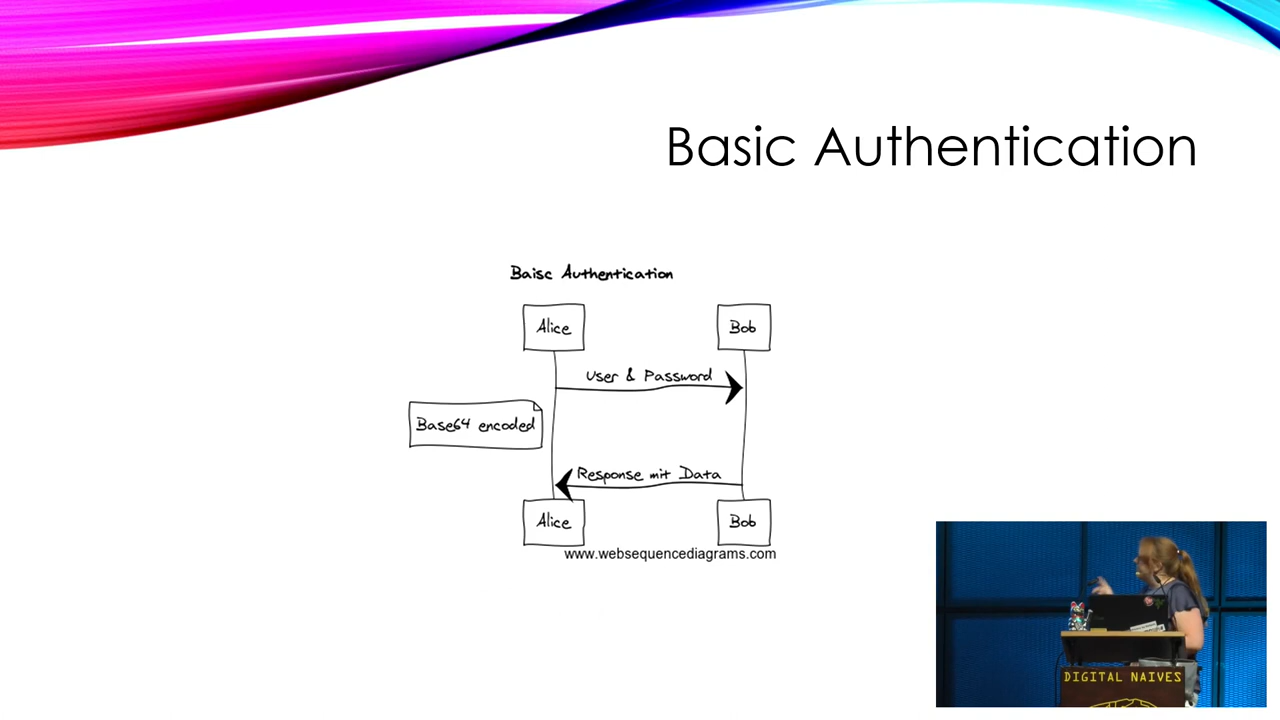 Basic Authentication
Baisc Authentication
Alice
Bob
User & Password
Base64 encoded
Response mit Data
Alice
Bob
www.websequencediagrams.com
DIGITAL NAIVES